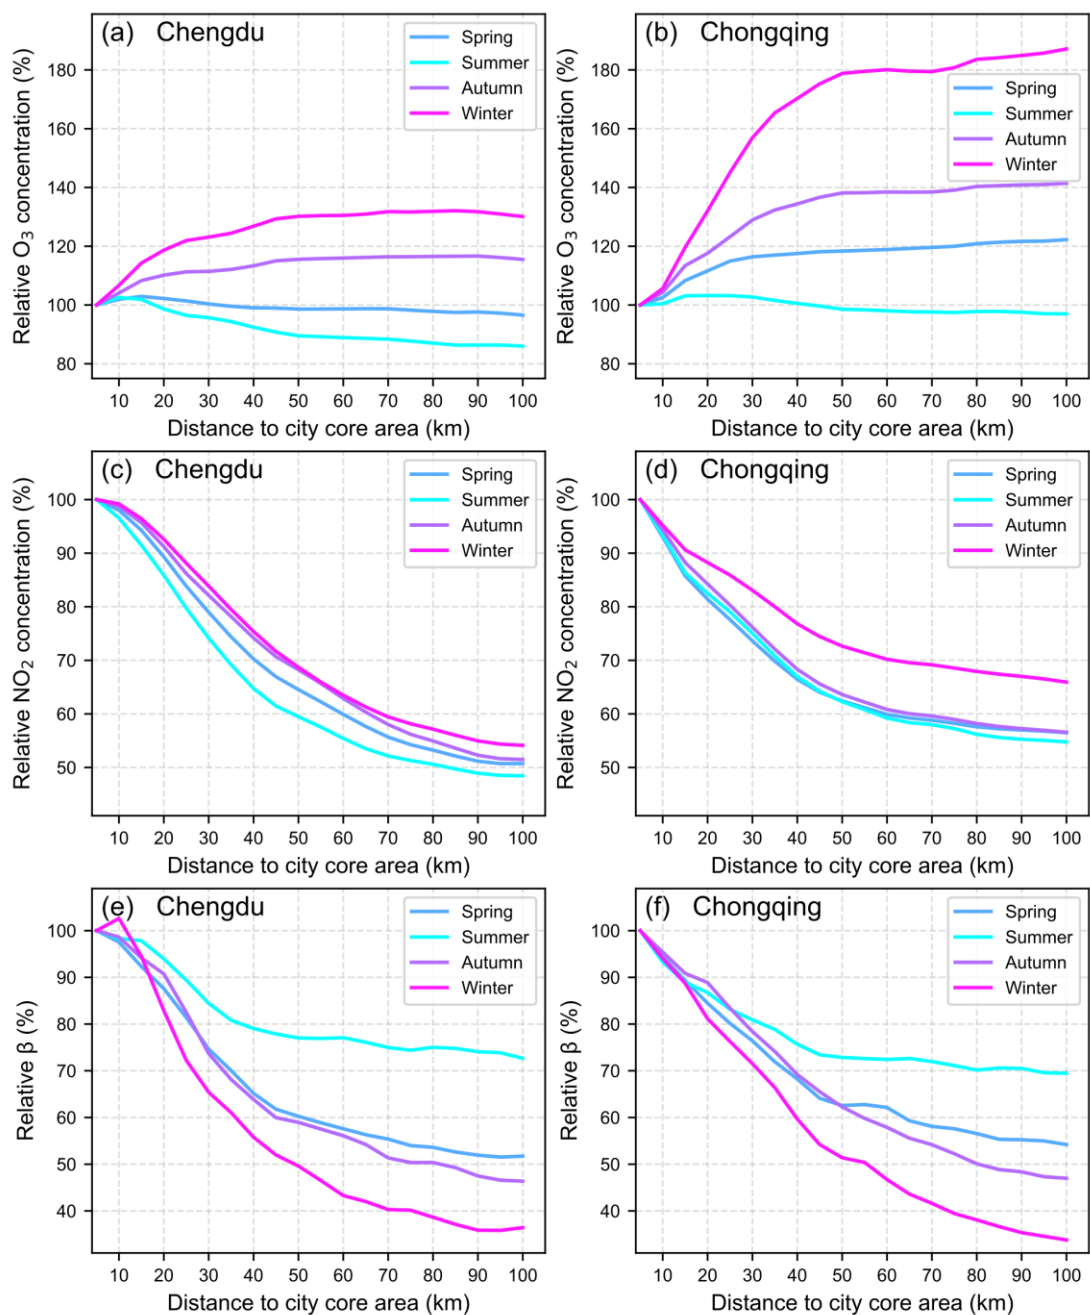 (a) Chengdu
Spring
Summer
Autumn
Winter
Relative O₃ concentration (%)
180
160
140
120
100
80
10 20 30 40 50 60 70 80 90 100
Distance to city core area (km)
(b) Chongqing
Spring
Summer
Autumn
Winter
Relative O₃ concentration (%)
180
160
140
120
100
80
10 20 30 40 50 60 70 80 90 100
Distance to city core area (km)
(c) Chengdu
Spring
Summer
Autumn
Winter
Relative NO₂ concentration (%)
100
90
80
70
60
50
10 20 30 40 50 60 70 80 90 100
Distance to city core area (km)
(d) Chongqing
Spring
Summer
Autumn
Winter
Relative NO₂ concentration (%)
100
90
80
70
60
50
10 20 30 40 50 60 70 80 90 100
Distance to city core area (km)
(e) Chengdu
Spring
Summer
Autumn
Winter
Relative β (%)
100
90
80
70
60
50
40
10 20 30 40 50 60 70 80 90 100
Distance to city core area (km)
(f) Chongqing
Spring
Summer
Autumn
Winter
Relative β (%)
100
90
80
70
60
50
40
10 20 30 40 50 60 70 80 90 100
Distance to city core area (km)